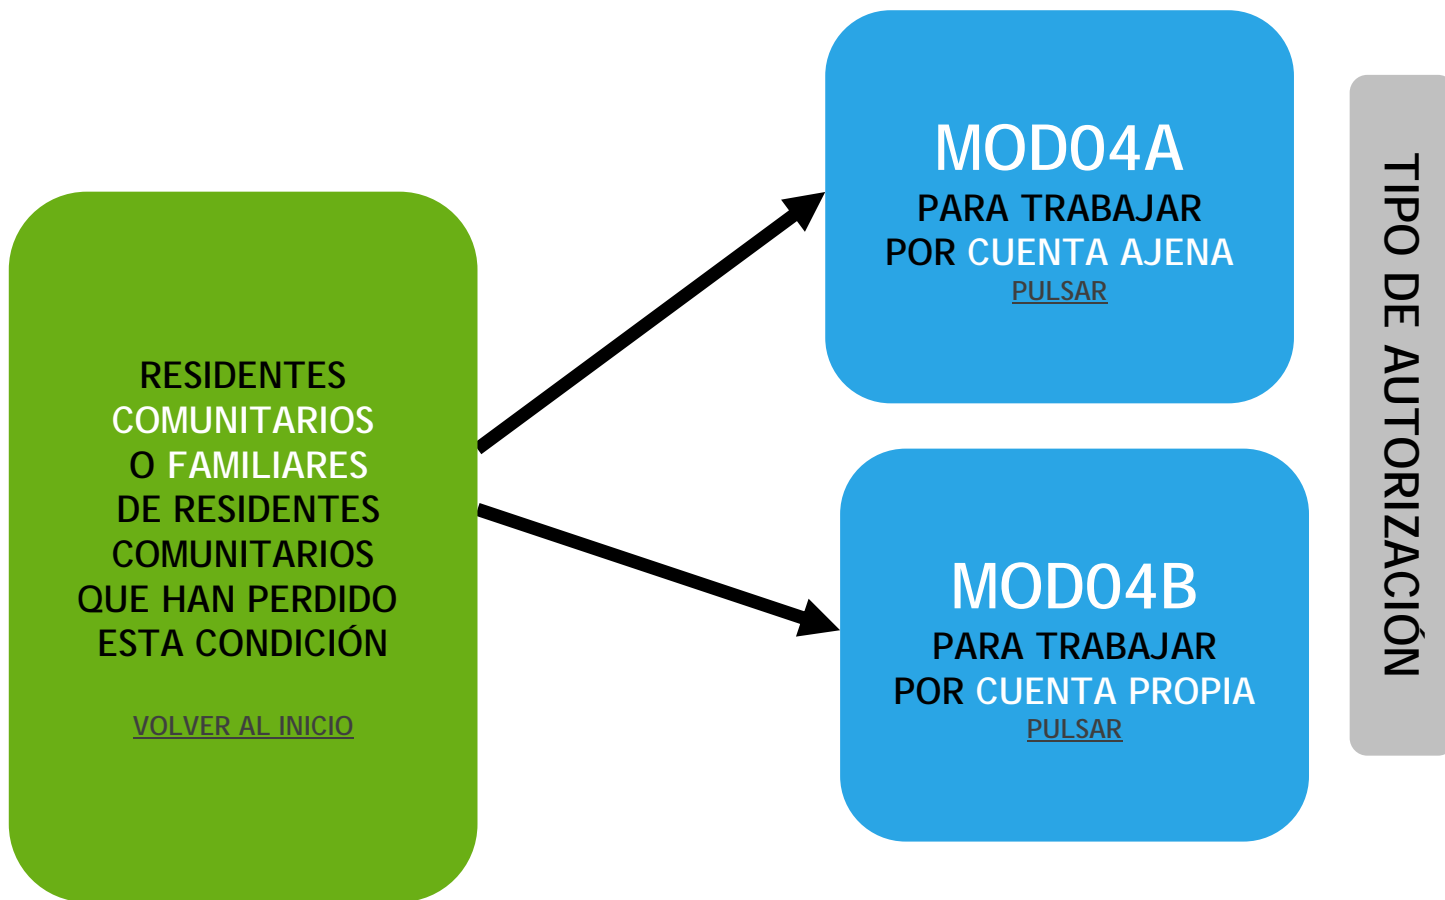 RESIDENTES
COMUNITARIOS
O FAMILIARES
DE RESIDENTES
COMUNITARIOS
QUE HAN PERDIDO
ESTA CONDICIÓN
VOLVER AL INICIO
MOD04A
PARA TRABAJAR
POR CUENTA AJENA
PULSAR
MOD04B
PARA TRABAJAR
POR CUENTA PROPIA
PULSAR
TIPO DE AUTORIZACIÓN